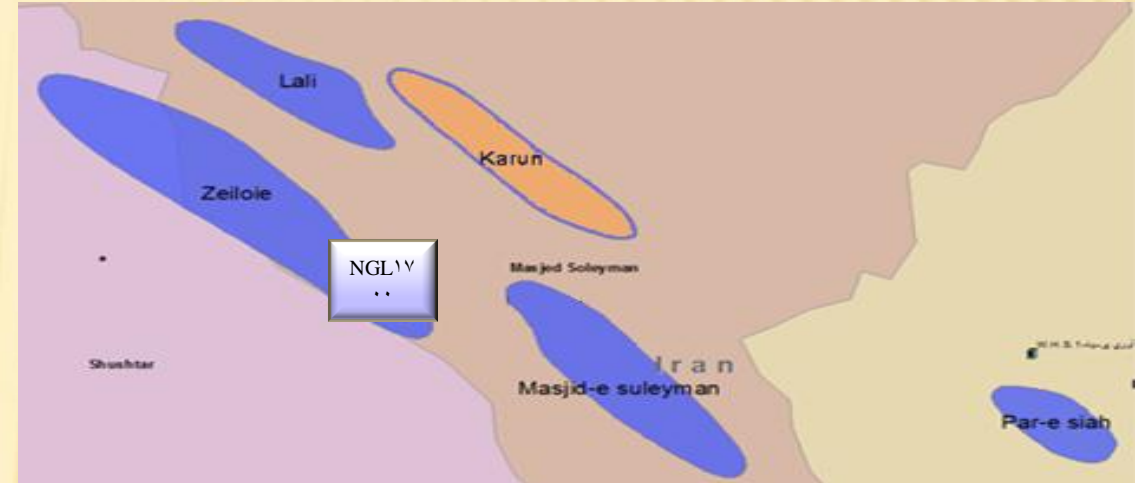 Lali
Karun
Zeiloie
NGL۱۷
۰۰
Masjed Soleyman
Shushtar
Iran
Masjid-e suleyman
Par-e siah